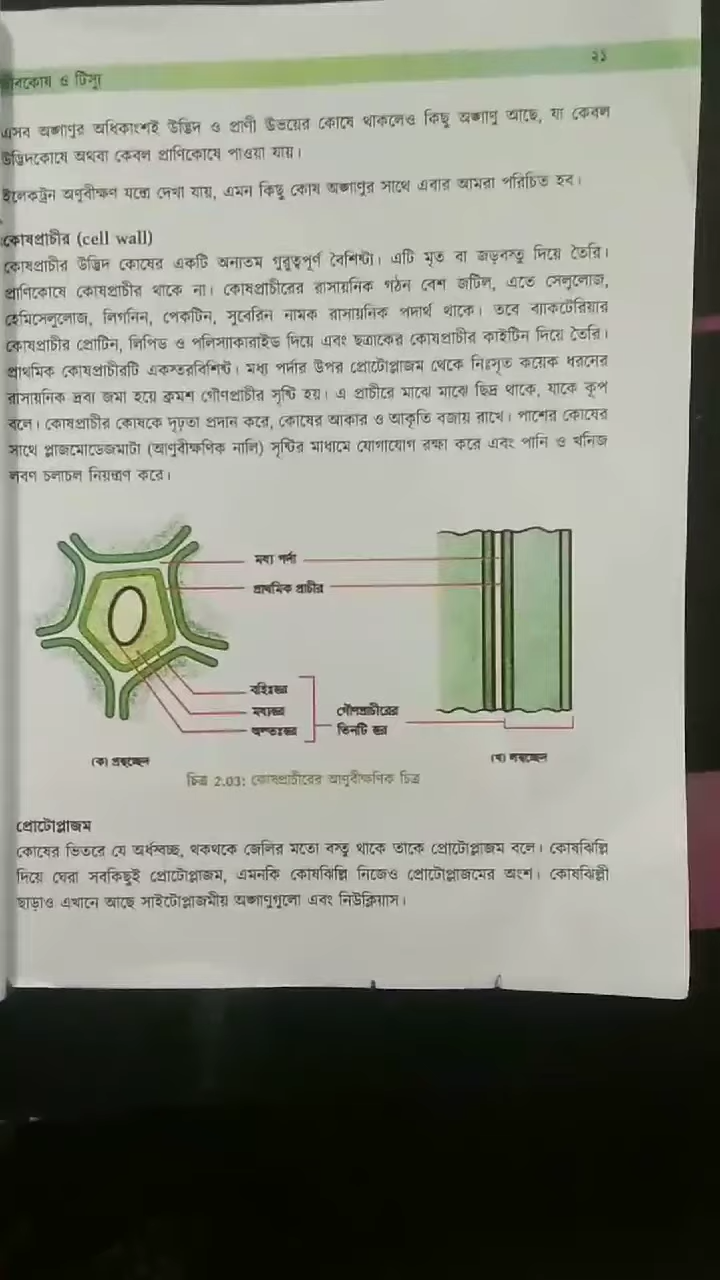 ২১
জীবকোষ ও টিস্যু
এসব অঙ্গাণুর অধিকাংশই উদ্ভিদ ও প্রাণী উভয়ের কোষে থাকলেও কিছু অঙ্গাণু আছে, যা কেবল
উদ্ভিদকোষে অথবা কেবল প্রাণিকোষে পাওয়া যায়।
ইলেকট্রন অণুবীক্ষণ যন্ত্রে দেখা যায়, এমন কিছু কোষ অঙ্গাণুর সাথে এবার আমরা পরিচিত হব।
কোষপ্রাচীর (cell wall)
কোষপ্রাচীর উদ্ভিদ কোষের একটি অনন্যতম গুরুত্বপূর্ণ বৈশিষ্ট্য। এটি মৃত বা জড়বস্তু দিয়ে তৈরি।
প্রাণিকোষে কোষপ্রাচীর থাকে না। কোষপ্রাচীরের রাসায়নিক গঠন বেশ জটিল, এতে সেলুলোজ,
হেমিসেলুলোজ, লিগনিন, পেকটিন, সুবেরিন নামক রাসায়নিক পদার্থ থাকে। তবে ব্যাকটেরিয়ার
কোষপ্রাচীর প্রোটিন, লিপিড ও পলিস্যাকারাইড দিয়ে এবং ছত্রাকের কোষপ্রাচীর কাইটিন দিয়ে তৈরি।
প্রাথমিক কোষপ্রাচীরটি একস্তরবিশিষ্ট। মধ্য পর্দার উপর প্রোটোপ্লাজম থেকে নিঃসৃত কয়েক ধরনের
রাসায়নিক দ্রব্য জমা হয়ে ক্রমশ গৌণপ্রাচীর সৃষ্টি হয়। এ প্রাচীরে মাঝে মাঝে ছিদ্র থাকে, যাকে কূপ
বলে। কোষপ্রাচীর কোষকে দৃঢ়তা প্রদান করে, কোষের আকার ও আকৃতি বজায় রাখে। পাশের কোষের
সাথে প্লাজমোডেজমাটা (আণুবীক্ষণিক নালি) সৃষ্টির মাধ্যমে যোগাযোগ রক্ষা করে এবং পানি ও খনিজ
লবণ চলাচল নিয়ন্ত্রণ করে।
মধ্য পর্দা
প্রাথমিক প্রাচীর
বহিঃস্তর
মধ্যস্তর
অন্তঃস্তর
গৌণপ্রাচীরের
তিনটি স্তর
(ক) প্রস্থচ্ছেদ
(খ) লম্বচ্ছেদ
চিত্র 2.03: কোষপ্রাচীরের আণুবীক্ষণিক চিত্র
প্রোটোপ্লাজম
কোষের ভিতরে যে অর্ধস্বচ্ছ, থকথকে জেলির মতো বস্তু থাকে তাকে প্রোটোপ্লাজম বলে। কোষঝিল্লি
দিয়ে ঘেরা সবকিছুই প্রোটোপ্লাজম, এমনকি কোষঝিল্লি নিজেও প্রোটোপ্লাজমের অংশ। কোষঝিল্লী
ছাড়াও এখানে আছে সাইটোপ্লাজমীয় অঙ্গাণুগুলো এবং নিউক্লিয়াস।